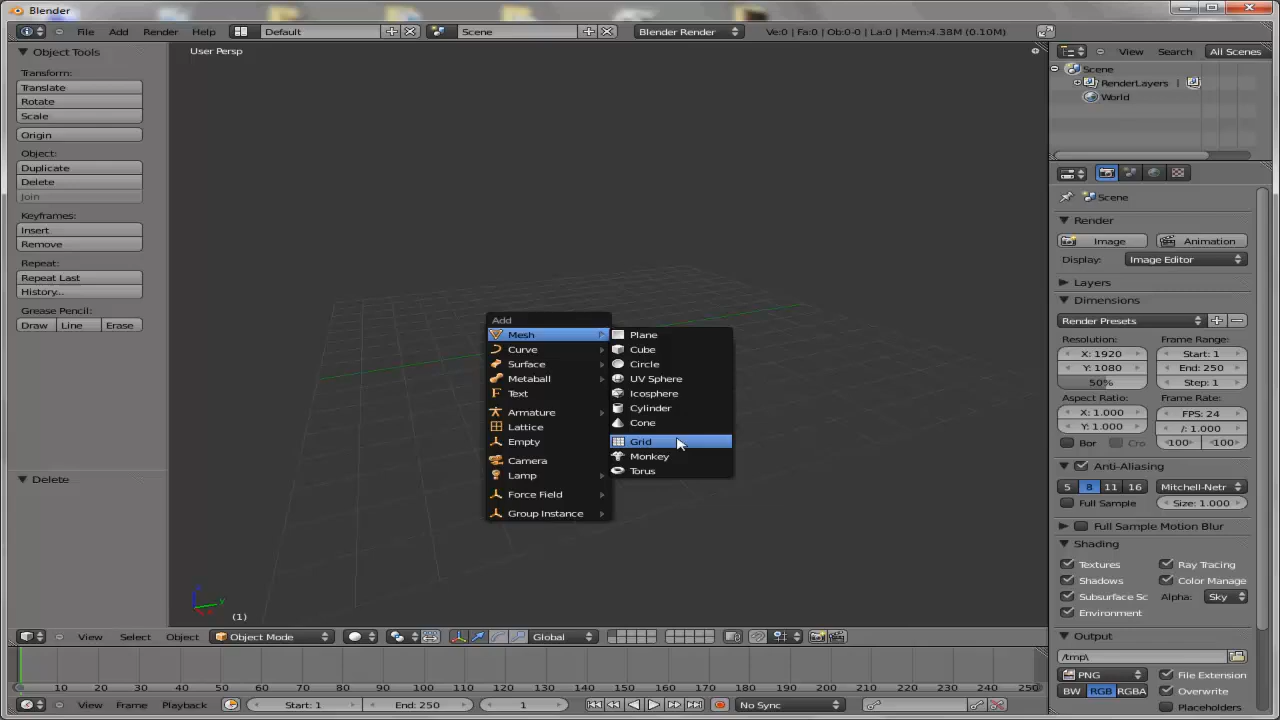 Blender
File Add Render Help Default Scene Blender Render Ve:0 | Fa:0 | Ob:0-0 | La:0 | Mem:4.38M (0.10M)
Object Tools
Transform:
Translate
Rotate
Scale
Origin
Object:
Duplicate
Delete
Join
Keyframes:
Insert
Remove
Repeat:
Repeat Last
History...
Grease Pencil:
Draw Line Erase
Delete
User Persp
Add
Mesh
Curve
Surface
Metaball
Text
Armature
Lattice
Empty
Camera
Lamp
Force Field
Group Instance
Plane
Cube
Circle
UV Sphere
Icosphere
Cylinder
Cone
Grid
Monkey
Torus
(1)
View Select Object Object Mode Global
10 20 30 40 50 60 70 80 90 100 110 120 130 140 150 160 170 180 190 200 210 220 230 240 250
View Frame Playback Start: 1 End: 250 1 No Sync
View Search All Scenes
Scene
RenderLayers |
World
Scene
Render
Image Animation
Display: Image Editor
Layers
Dimensions
Render Presets
Resolution: Frame Range:
X: 1920 Start: 1
Y: 1080 End: 250
50% Step: 1
Aspect Ratio: Frame Rate:
X: 1.000 FPS: 24
Y: 1.000 /: 1.000
Bor Cro 100 100
Anti-Aliasing
5 8 11 16 Mitchell-Netr
Full Sample Size: 1.000
Full Sample Motion Blur
Shading
Textures Ray Tracing
Shadows Color Manage
Subsurface Sc Alpha: Sky
Environment
Output
/tmp\
PNG File Extension
BW RGB RGBA Overwrite
Placeholders